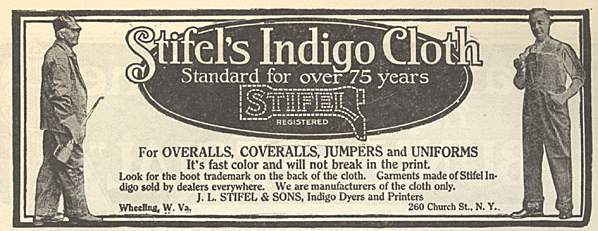 Stifel's Indigo Cloth
Standard for over 75 years
STIFEL
REGISTERED
For OVERALLS, COVERALLS, JUMPERS and UNIFORMS
It's fast color and will not break in the print.
Look for the boot trademark on the back of the cloth. Garments made of Stifel In-
digo sold by dealers everywhere. We are manufacturers of the cloth only.
J. L. STIFEL & SONS, Indigo Dyers and Printers
Wheeling, W. Va. 260 Church St., N. Y.